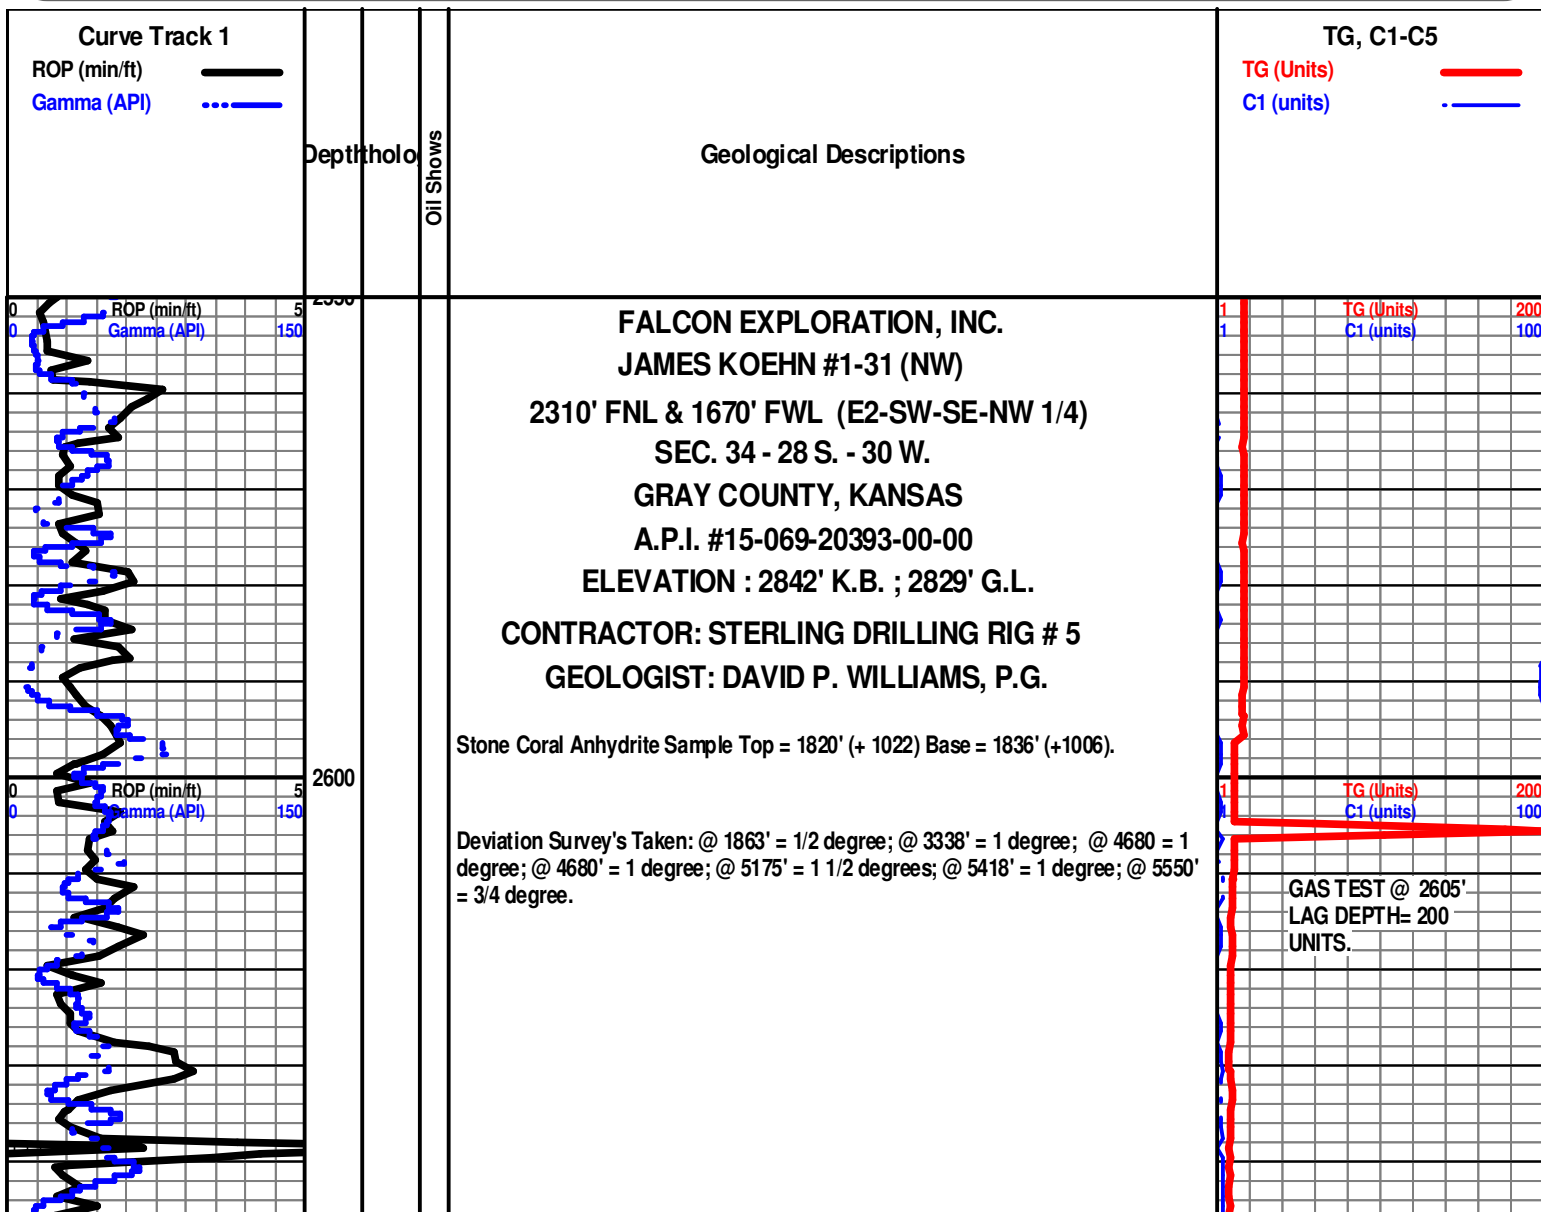 Curve Track 1
ROP (min/ft)
Gamma (API)
Depth
tholo
Oil Shows
Geological Descriptions
TG, C1-C5
TG (Units)
C1 (units)
0 ROP (min/ft) 5
0 Gamma (API) 150
1 TG (Units) 200
1 C1 (units) 100
FALCON EXPLORATION, INC.
JAMES KOEHN #1-31 (NW)
2310' FNL & 1670' FWL (E2-SW-SE-NW 1/4)
SEC. 34 - 28 S. - 30 W.
GRAY COUNTY, KANSAS
A.P.I. #15-069-20393-00-00
ELEVATION : 2842' K.B. ; 2829' G.L.
CONTRACTOR: STERLING DRILLING RIG # 5
GEOLOGIST: DAVID P. WILLIAMS, P.G.
Stone Coral Anhydrite Sample Top = 1820' (+ 1022) Base = 1836' (+1006).
2600
0 ROP (min/ft) 5
0 Gamma (API) 150
1 TG (Units) 200
1 C1 (units) 100
Deviation Survey's Taken: @ 1863' = 1/2 degree; @ 3338' = 1 degree; @ 4680 = 1
degree; @ 4680' = 1 degree; @ 5175' = 1 1/2 degrees; @ 5418' = 1 degree; @ 5550'
= 3/4 degree.
GAS TEST @ 2605'
LAG DEPTH= 200
UNITS.